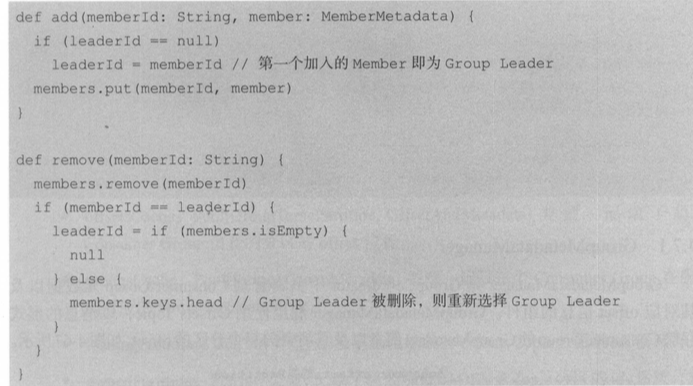 def add(memberId: String, member: MemberMetadata) {
if (leaderId == null)
leaderId = memberId // 第一个加入的 Member 即为 Group Leader
members.put(memberId, member)
}
def remove(memberId: String) {
members.remove(memberId)
if (memberId == leaderId) {
leaderId = if (members.isEmpty) {
null
} else {
members.keys.head // Group Leader 被删除，则重新选择 Group Leader
}
}
}